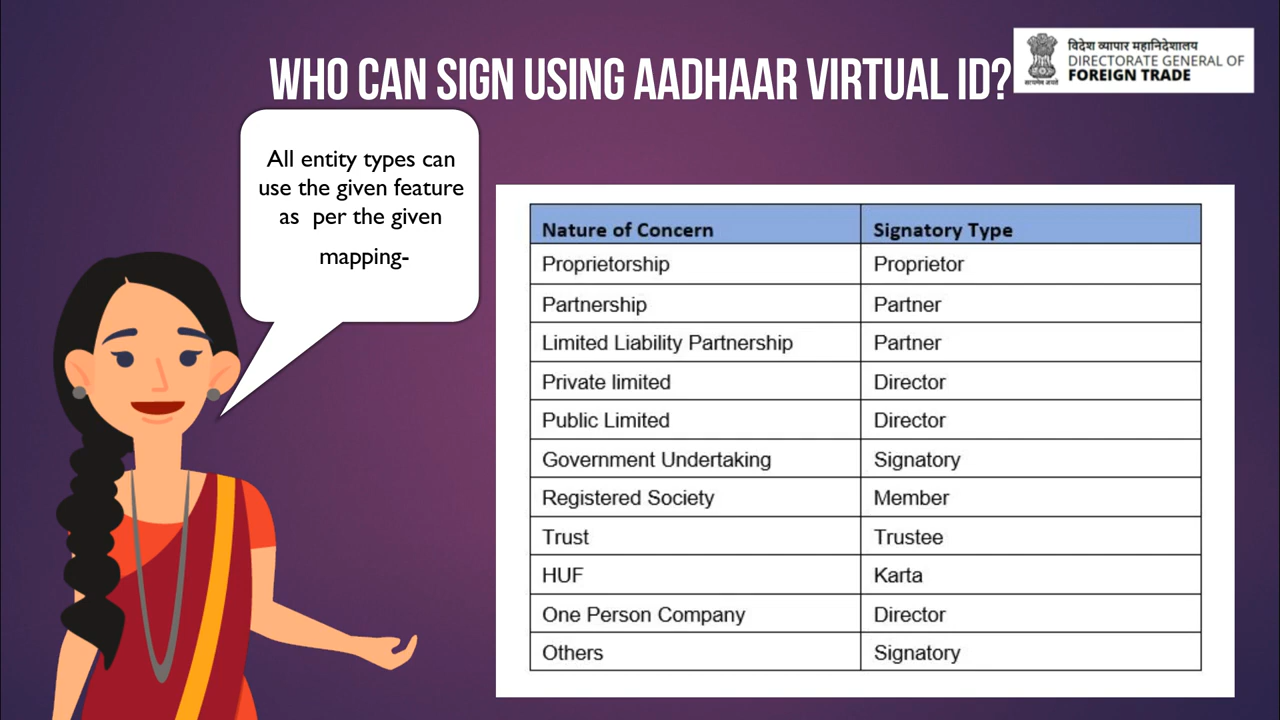 WHO CAN SIGN USING AADHAAR VIRTUAL ID?
विदेश व्यापार महानिदेशालय
DIRECTORATE GENERAL OF
FOREIGN TRADE
सत्यमेव जयते
All entity types can
use the given feature
as per the given
mapping-
Nature of Concern Signatory Type
Proprietorship Proprietor
Partnership Partner
Limited Liability Partnership Partner
Private limited Director
Public Limited Director
Government Undertaking Signatory
Registered Society Member
Trust Trustee
HUF Karta
One Person Company Director
Others Signatory